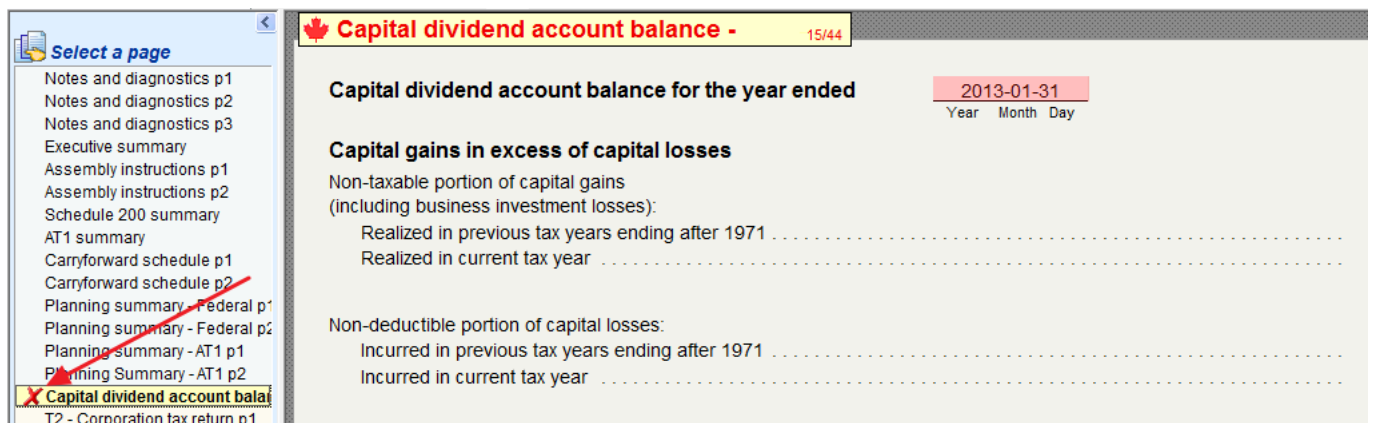 Select a page
Notes and diagnostics p1
Notes and diagnostics p2
Notes and diagnostics p3
Executive summary
Assembly instructions p1
Assembly instructions p2
Schedule 200 summary
AT1 summary
Carryforward schedule p1
Carryforward schedule p2
Planning summary - Federal p1
Planning summary - Federal p2
Planning summary - AT1 p1
Planning Summary - AT1 p2
Capital dividend account balan
T2 - Corporation tax return p1
Capital dividend account balance - 15/44
Capital dividend account balance for the year ended 2013-01-31
Year Month Day
Capital gains in excess of capital losses
Non-taxable portion of capital gains
(including business investment losses):
Realized in previous tax years ending after 1971
Realized in current tax year
Non-deductible portion of capital losses:
Incurred in previous tax years ending after 1971
Incurred in current tax year